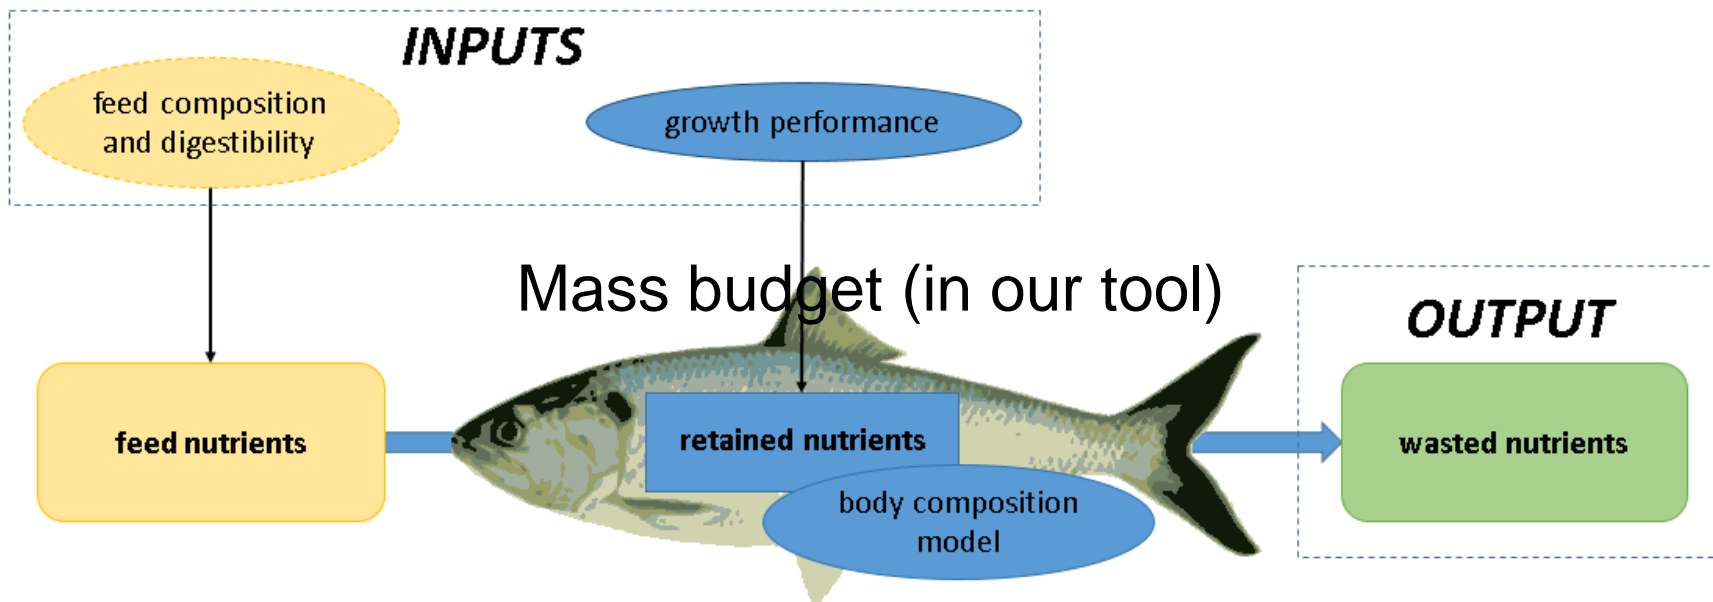 INPUTS
feed composition
and digestibility
growth performance
Mass budget (in our tool)
OUTPUT
feed nutrients
retained nutrients
wasted nutrients
body composition
model